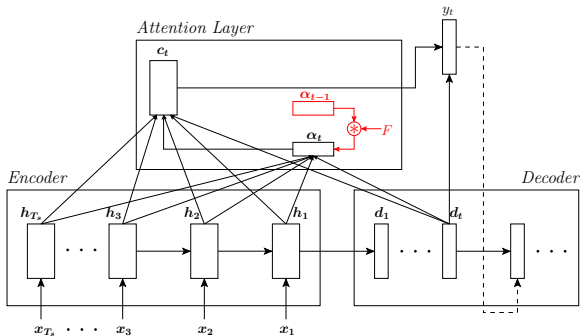 Attention Layer
y_t
c_t
α_{t-1}
F
α_t
Encoder
Decoder
h_{T_s} h_3 h_2 h_1 d_1 d_t
· · · · · · · · ·
x_{T_s} · · · x_3 x_2 x_1